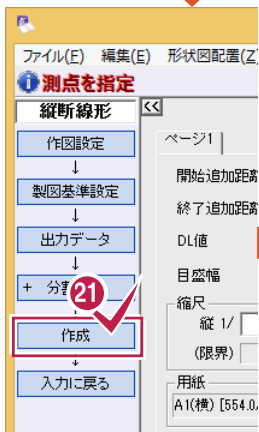 ファイル(F) 編集(E) 形状図配置(Z)
測点を指定
縦断線形
<<
作図設定
ページ1
↓
開始追加距離
製図基準設定
終了追加距離
↓
出力データ
DL値
↓
目盛幅
+ 分
21
縮尺
縦 1/
作成
(限界)
↓
入力に戻る
用紙
A1(横) [554.0